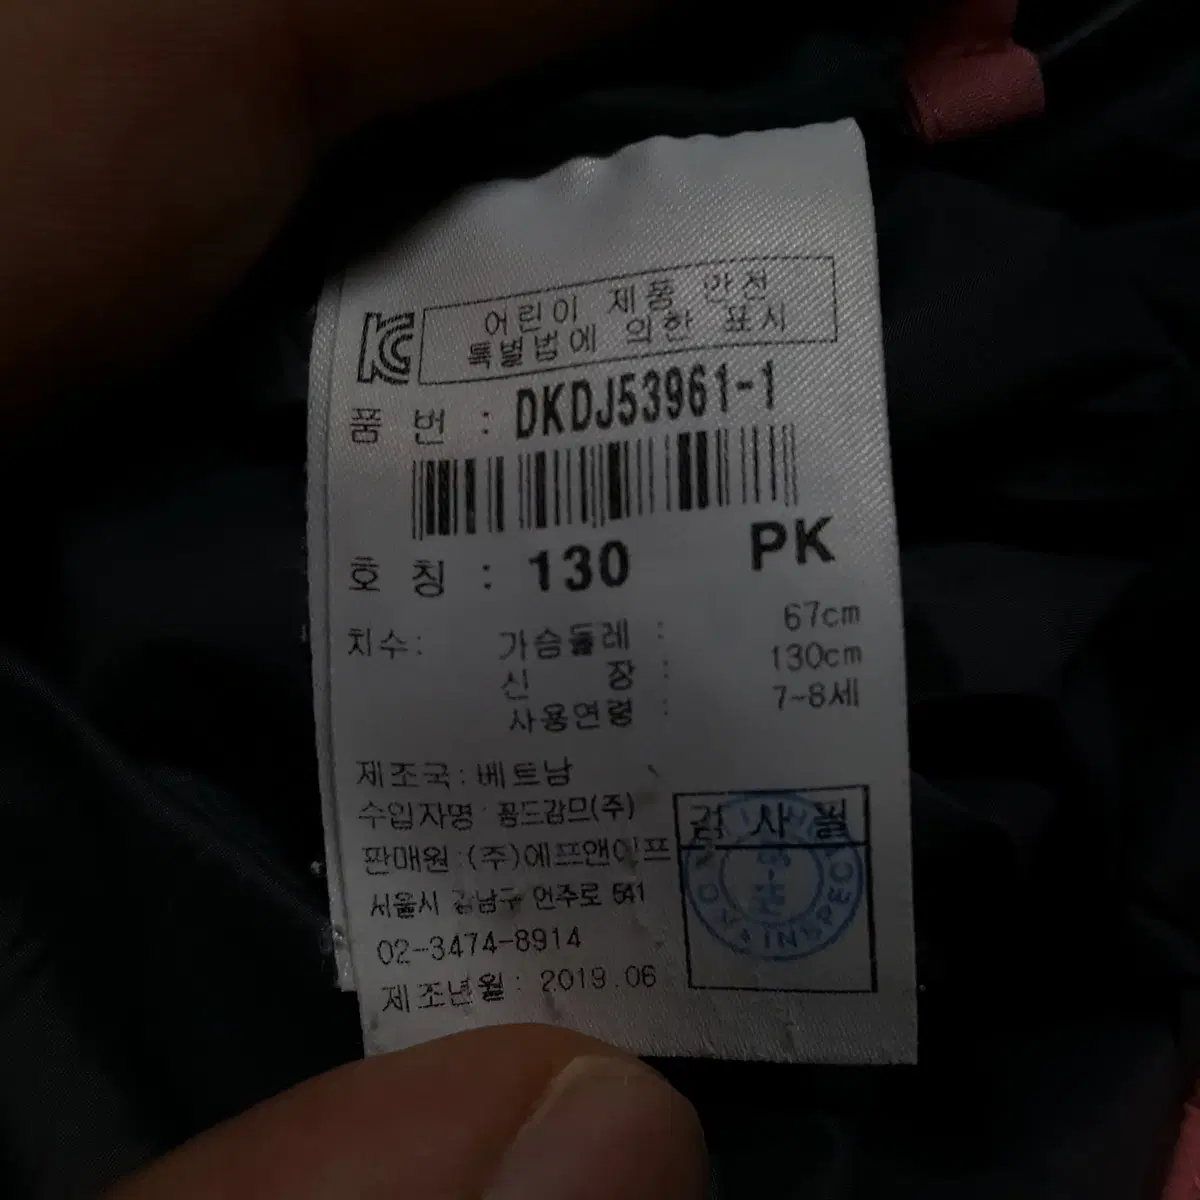 KC
어린이 제품 안전
특별법에 의한 표시
품 번 : DKDJ53961-1
호 칭 : 130 PK
치수: 가슴둘레 : 67cm
신 장 : 130cm
사용연령 : 7-8세
제조국: 베트남
수입자명 : (주)
판매원 :(주)에프앤에프
서울시 강남구 언주로 541
02-3474-8914
제조년월 : 2019.06
검 사 필
INSPEC